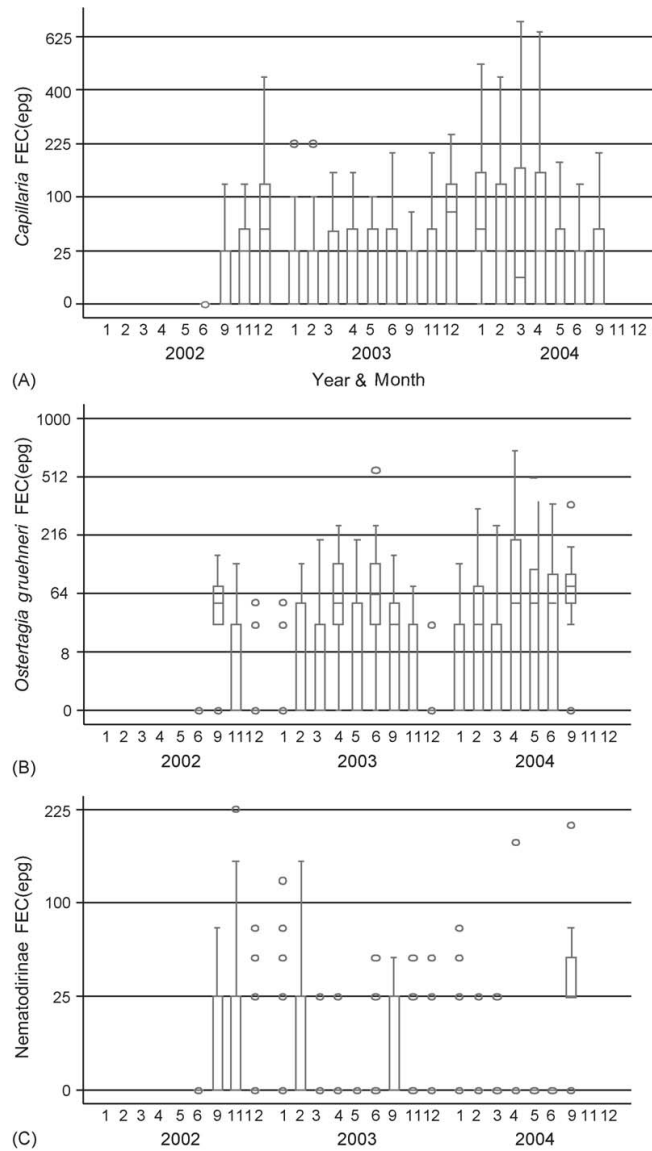 Capillaria FEC(epg)
625
400
225
100
25
0
1 2 3 4 5 6 9 11 12 1 2 3 4 5 6 9 11 12 1 2 3 4 5 6 9 11 12
2002 2003 2004
(A) Year & Month
Ostertagia gruehneri FEC(epg)
1000
512
216
64
8
0
1 2 3 4 5 6 9 11 12 1 2 3 4 5 6 9 11 12 1 2 3 4 5 6 9 11 12
2002 2003 2004
(B)
Nematodirinae FEC(epg)
225
100
25
0
1 2 3 4 5 6 9 11 12 1 2 3 4 5 6 9 11 12 1 2 3 4 5 6 9 11 12
2002 2003 2004
(C)